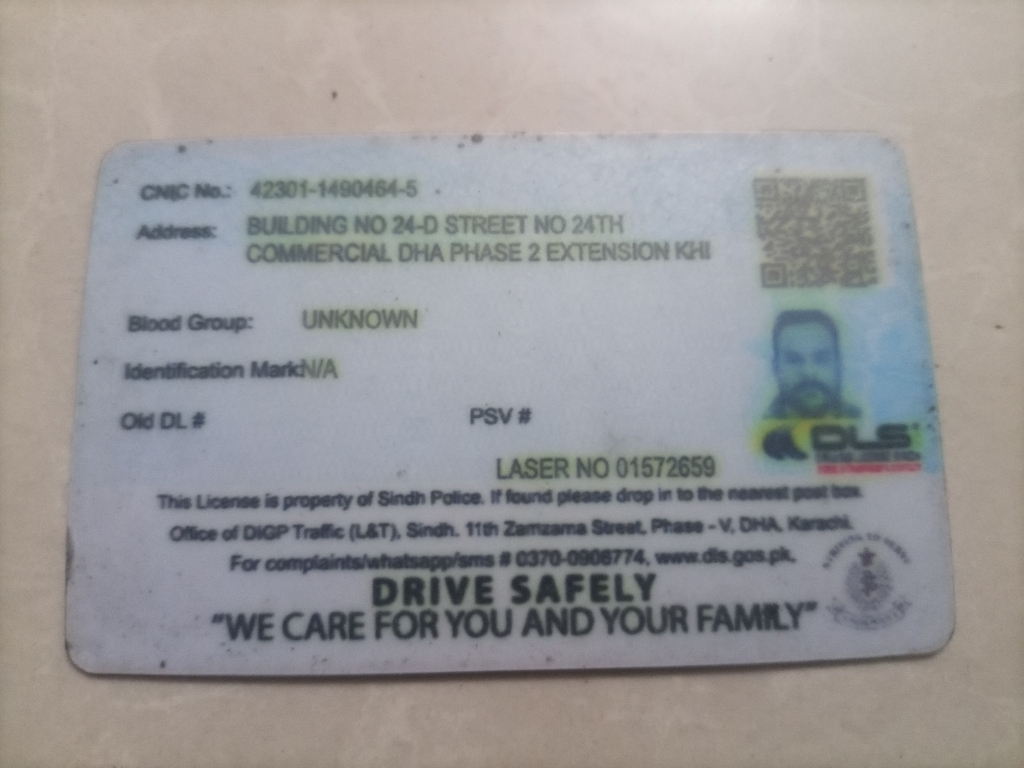 CNIC No.: 42301-1490464-5
Address: BUILDING NO 24-D STREET NO 24TH
COMMERCIAL DHA PHASE 2 EXTENSION KHI
Blood Group: UNKNOWN
Identification Mark: N/A
Old DL # PSV #
DLS
LASER NO 01572659
This License is property of Sindh Police. If found please drop in to the nearest post box.
Office of DIGP Traffic (L&T), Sindh. 11th Zamzama Street, Phase - V, DHA, Karachi.
For complaints/whatsapp/sms # 0370-0906774, www.dls.gos.pk.
DRIVE SAFELY
"WE CARE FOR YOU AND YOUR FAMILY"